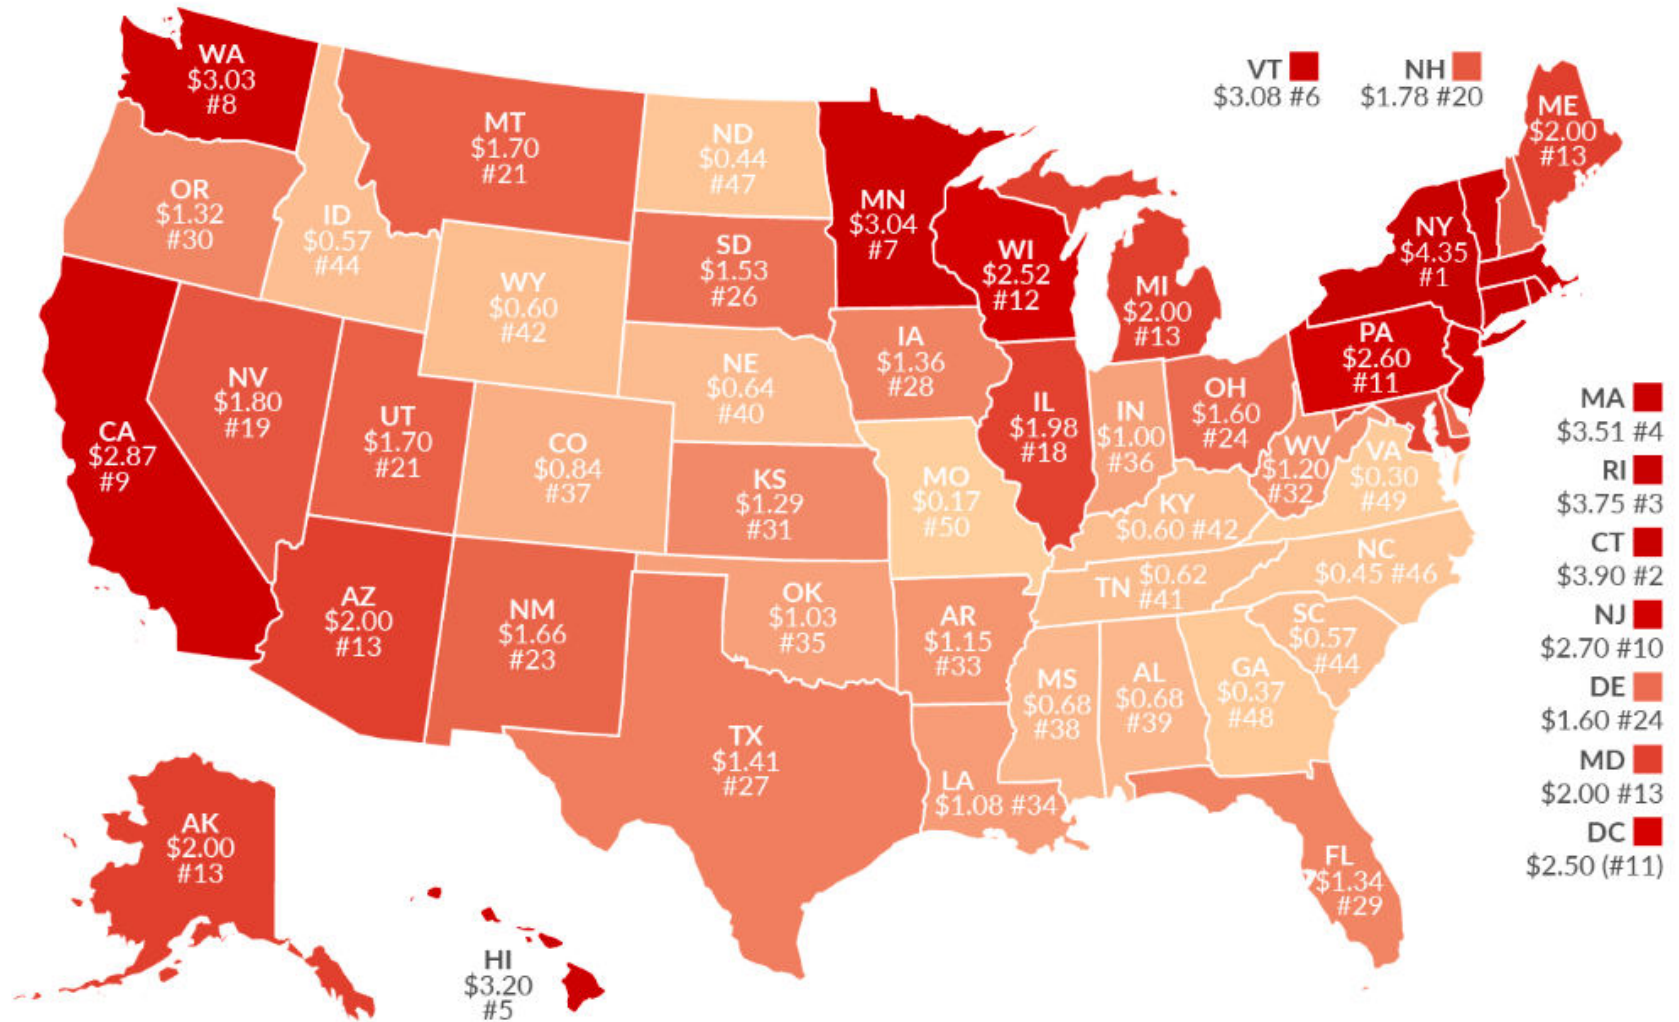 WA
$3.03
#8
MT
$1.70
#21
ND
$0.44
#47
MN
$3.04
#7
VT
$3.08 #6
NH
$1.78 #20
ME
$2.00
#13
OR
$1.32
#30
ID
$0.57
#44
WY
$0.60
#42
SD
$1.53
#26
WI
$2.52
#12
MI
$2.00
#13
NY
$4.35
#1
CA
$2.87
#9
NV
$1.80
#19
UT
$1.70
#21
CO
$0.84
#37
NE
$0.64
#40
IA
$1.36
#28
IL
$1.98
#18
IN
$1.00
#36
OH
$1.60
#24
PA
$2.60
#11
WV
$1.20
#32
VA
$0.30
#49
KS
$1.29
#31
MO
$0.17
#50
KY
$0.60 #42
NC
$0.45 #46
TN $0.62
#41
SC
$0.57
#44
AZ
$2.00
#13
NM
$1.66
#23
OK
$1.03
#35
AR
$1.15
#33
MS
$0.68
#38
AL
$0.68
#39
GA
$0.37
#48
TX
$1.41
#27
LA
$1.08 #34
FL
$1.34
#29
AK
$2.00
#13
HI
$3.20
#5
MA
$3.51 #4
RI
$3.75 #3
CT
$3.90 #2
NJ
$2.70 #10
DE
$1.60 #24
MD
$2.00 #13
DC
$2.50 (#11)